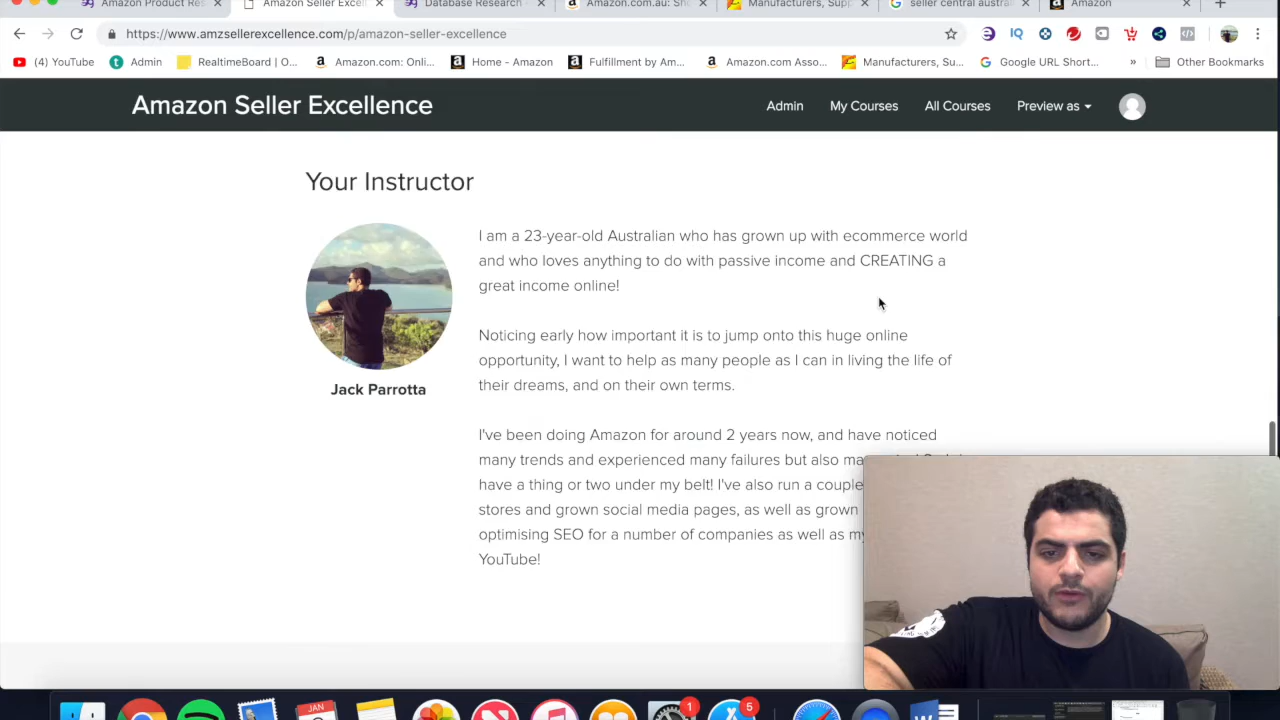 Amazon Product Res
Amazon Seller Excell
Database Research
Amazon.com.au: Sho
Manufacturers, Supp
seller central austral
Amazon
https://www.amzsellerexcellence.com/p/amazon-seller-excellence
(4) YouTube
Admin
RealtimeBoard | O...
Amazon.com: Onli...
Home - Amazon
Fulfillment by Am...
Amazon.com Asso...
Manufacturers, Su...
Google URL Short...
Other Bookmarks
Amazon Seller Excellence
Admin
My Courses
All Courses
Preview as
Your Instructor
I am a 23-year-old Australian who has grown up with ecommerce world
and who loves anything to do with passive income and CREATING a
great income online!
Noticing early how important it is to jump onto this huge online
opportunity, I want to help as many people as I can in living the life of
their dreams, and on their own terms.
Jack Parrotta
I've been doing Amazon for around 2 years now, and have noticed
many trends and experienced many failures but also ma
have a thing or two under my belt! I've also run a couple
stores and grown social media pages, as well as grown
optimising SEO for a number of companies as well as my
YouTube!
JAN
1
5